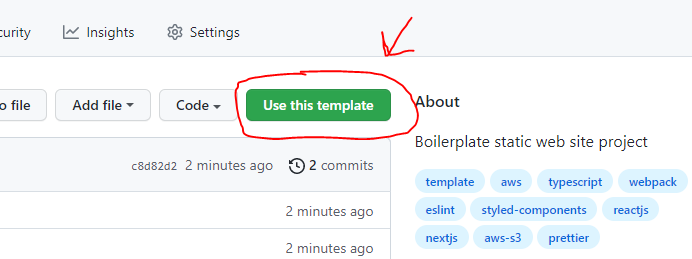 curity Insights Settings
o file Add file Code Use this template
About
Boilerplate static web site project
c8d82d2 2 minutes ago 2 commits
template aws typescript webpack
eslint styled-components reactjs
2 minutes ago
nextjs aws-s3 prettier
2 minutes ago